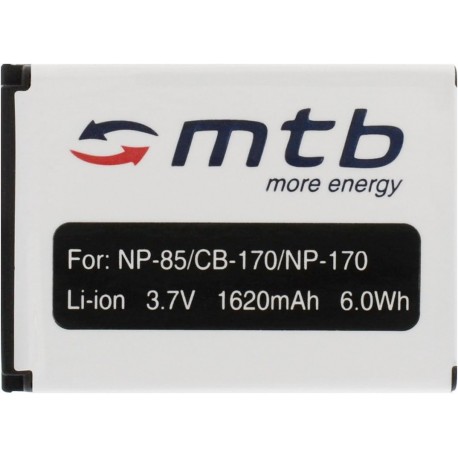 mtb
more energy
For: NP-85/CB-170/NP-170
Li-ion 3.7V 1620mAh 6.0Wh